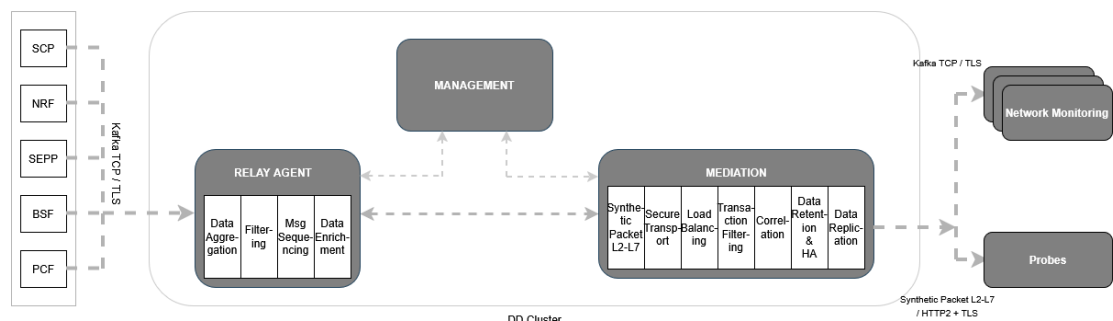 SCP
NRF
SEPP
BSF
PCF
Kafka TCP / TLS
MANAGEMENT
RELAY AGENT
Data
Aggre-
gation
Filter-
ing
Msg
Seque-
ncing
Data
Enrich-
ment
MEDIATION
Synthe-
tic
Packet
L2-L7
Secure
Transp-
ort
Load
Balanc-
ing
Transa-
ction
Filter-
ing
Correl-
ation
Data
Retent-
ion
&
HA
Data
Replic-
ation
DD Cluster
Kafka TCP / TLS
Network Monitoring
Probes
Synthetic Packet L2-L7
/ HTTP2 + TLS